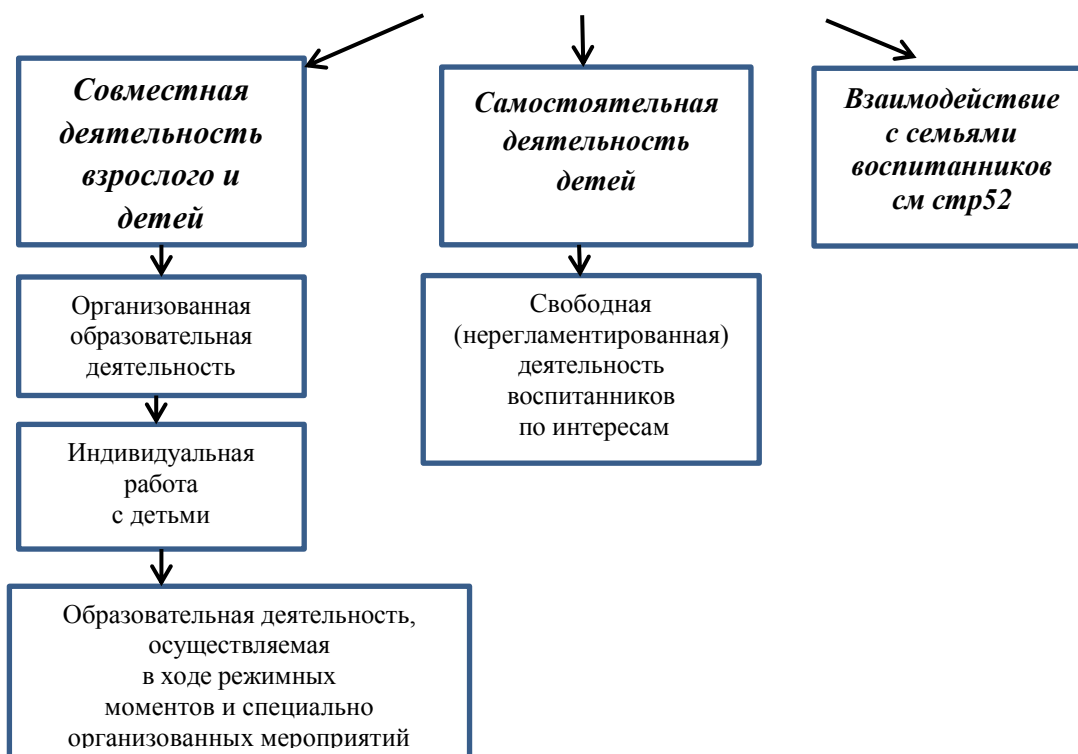 Совместная
деятельность
взрослого и
детей
Самостоятельная
деятельность
детей
Взаимодействие
с семьями
воспитанников
см стр52
Организованная
образовательная
деятельность
Свободная
(нерегламентированная)
деятельность
воспитанников
по интересам
Индивидуальная
работа
с детьми
Образовательная деятельность,
осуществляемая
в ходе режимных
моментов и специально
организованных мероприятий